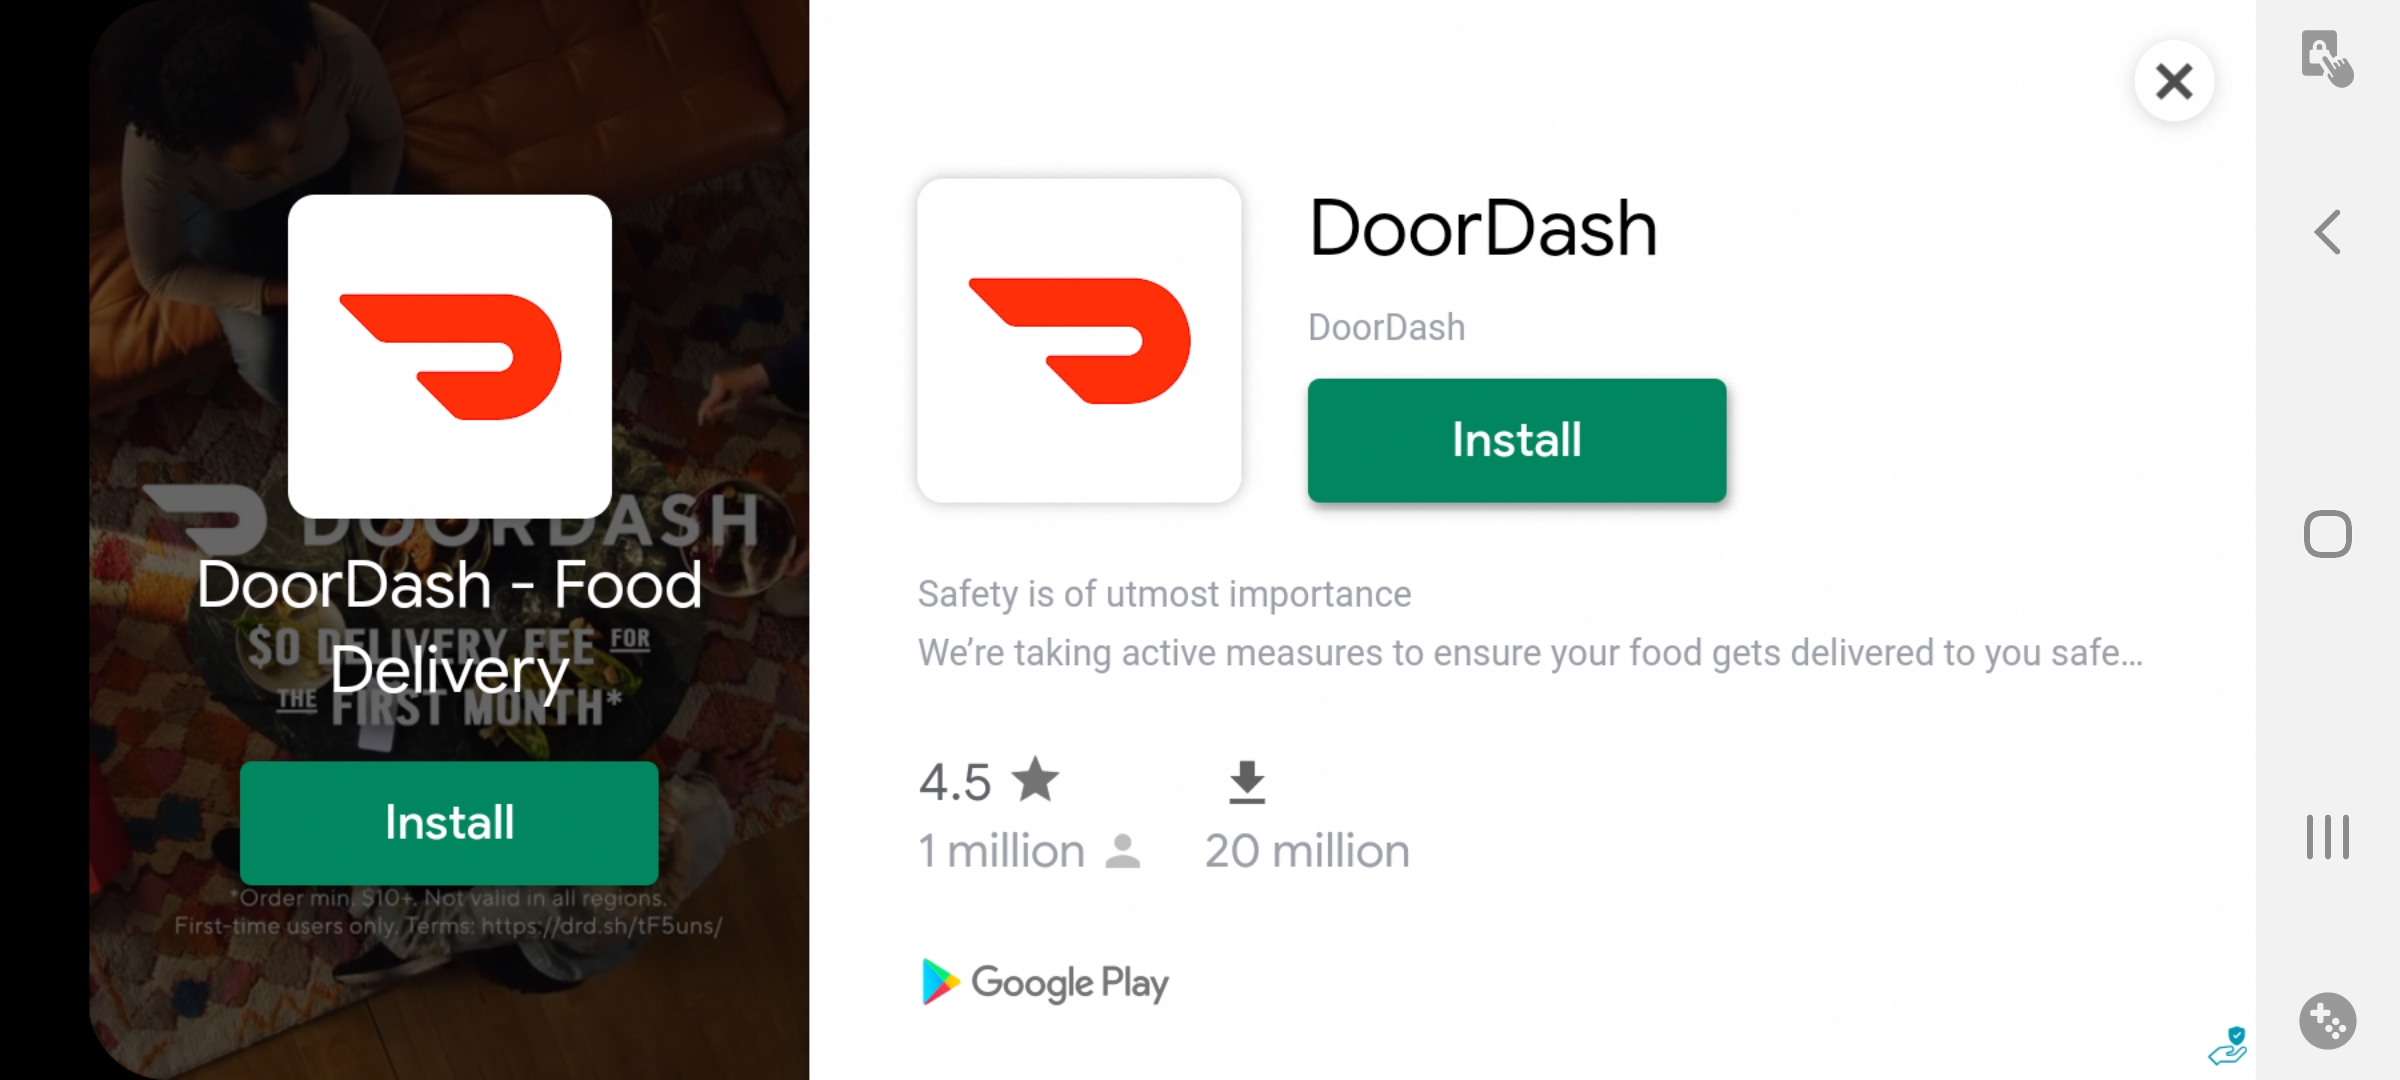 DOORDASH
DoorDash - Food
$0 DELIVERY FEE FOR
Delivery
THE FIRST MONTH*
Install
*Order min. $10+. Not valid in all regions.
First-time users only. Terms: https://drd.sh/tF5uns/
DoorDash
DoorDash
Install
Safety is of utmost importance
We’re taking active measures to ensure your food gets delivered to you safe...
4.5
1 million
20 million
Google Play